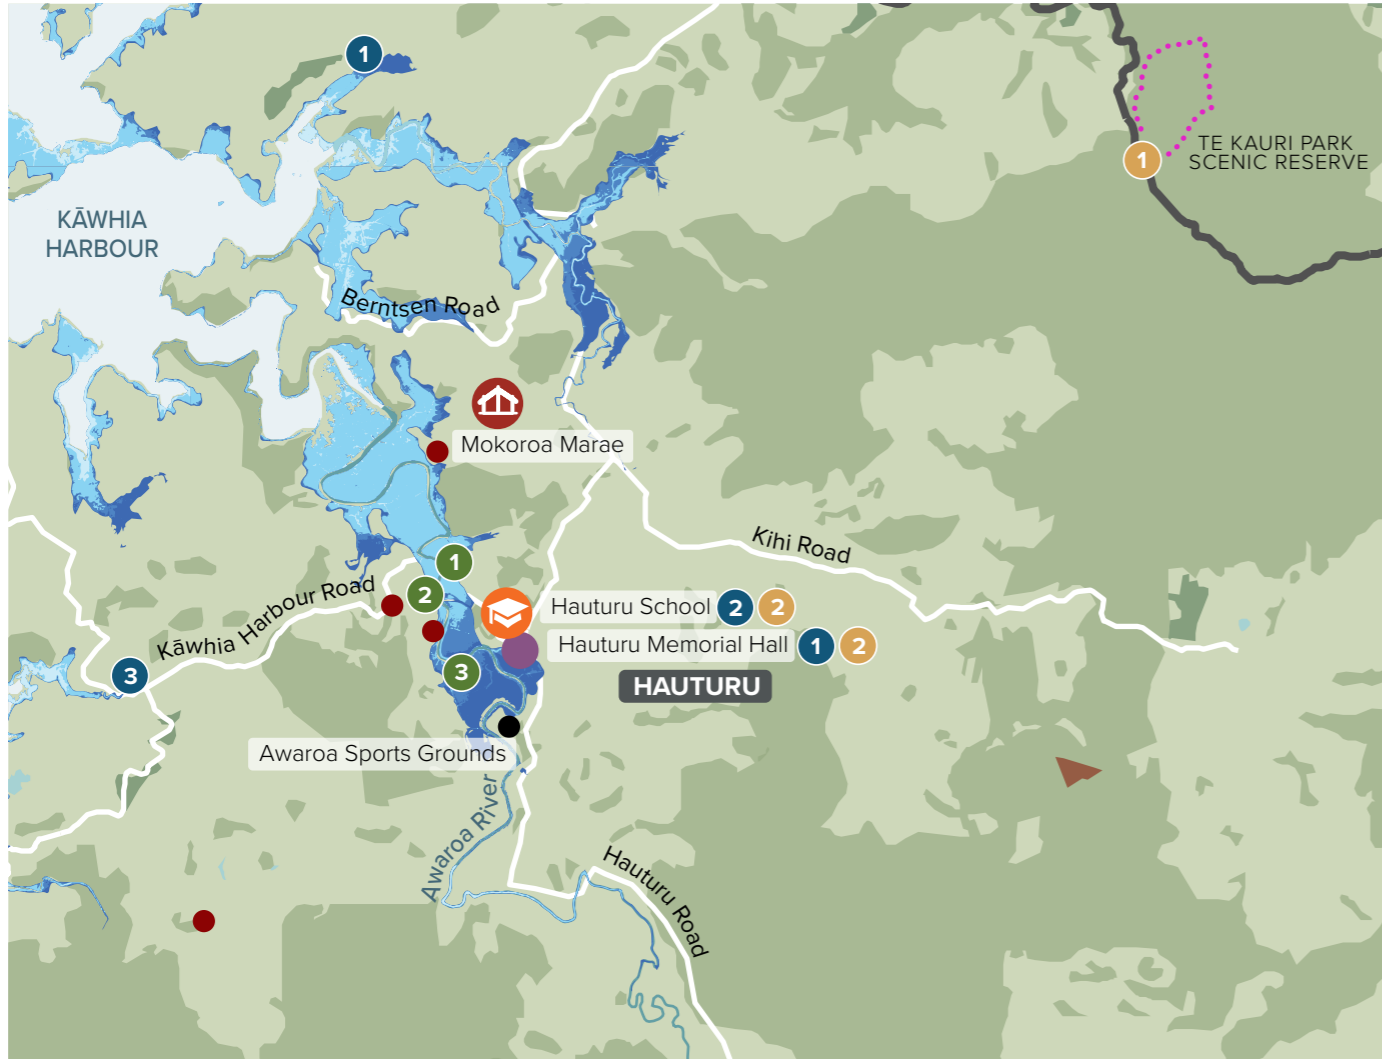 1
TE KAURI PARK
SCENIC RESERVE
1
KĀWHIA
HARBOUR
Berntsen Road
Mokoroa Marae
Kihi Road
1
2
Kāwhia Harbour Road
Hauturu School 2 2
Hauturu Memorial Hall 1 2
3
3
HAUTURU
Awaroa Sports Grounds
Awaroa River
Hauturu Road